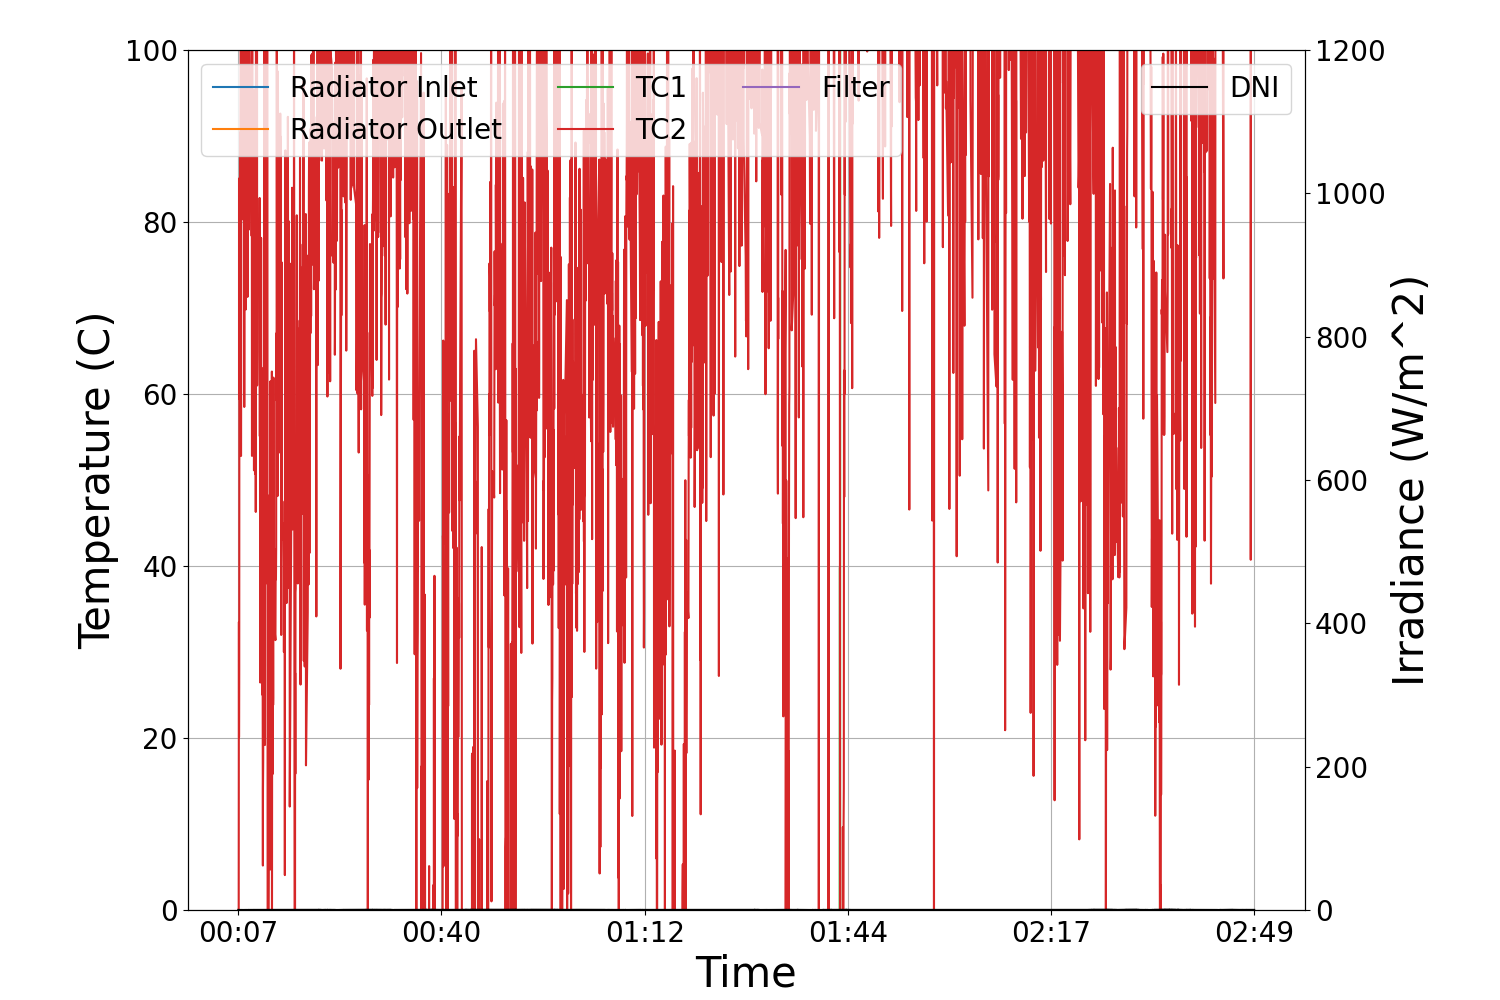 100
80
60
40
20
0
Temperature (C)
Radiator Inlet
Radiator Outlet
TC1
TC2
Filter
DNI
1200
1000
800
600
400
200
0
Irradiance (W/m^2)
00:07
00:40
01:12
01:44
02:17
02:49
Time